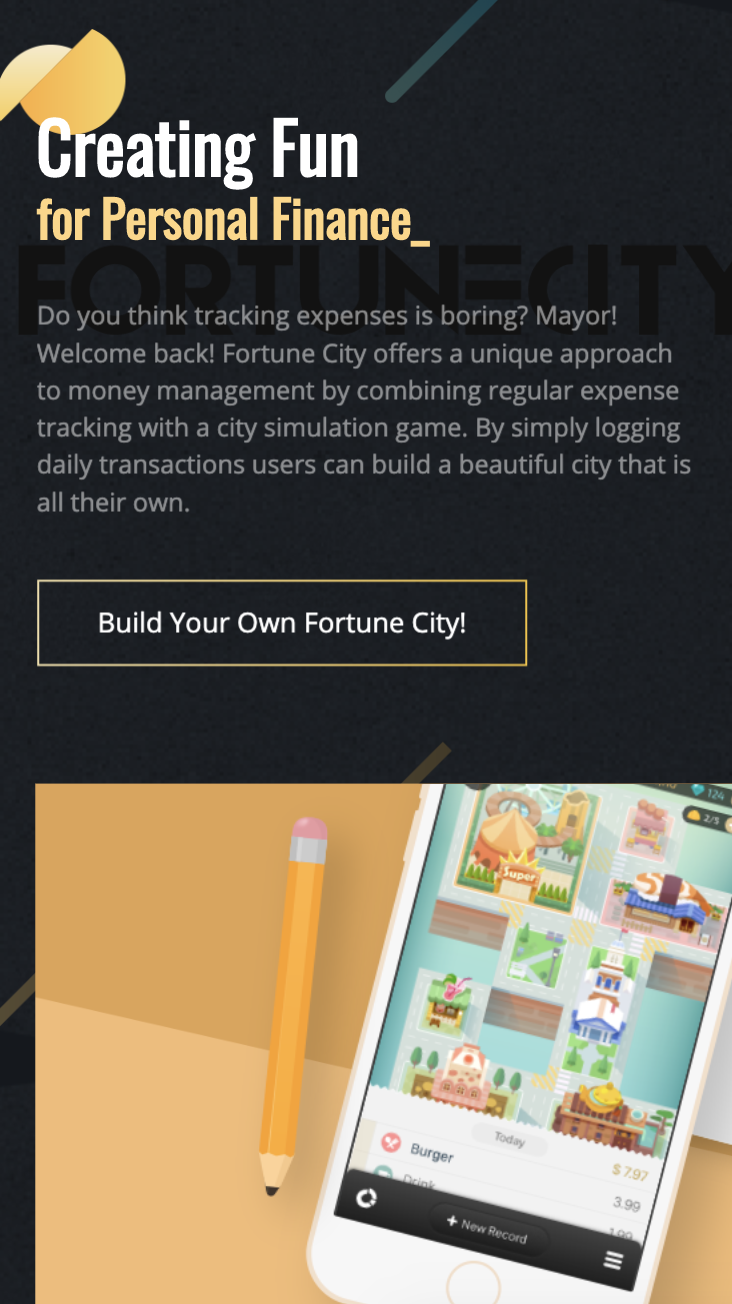 Creating Fun
for Personal Finance_
FORTUNECITY
Do you think tracking expenses is boring? Mayor!
Welcome back! Fortune City offers a unique approach
to money management by combining regular expense
tracking with a city simulation game. By simply logging
daily transactions users can build a beautiful city that is
all their own.
Build Your Own Fortune City!
124
2/5
Super
Today
Burger
$ 7.97
Drink
3.99
1.99
+ New Record